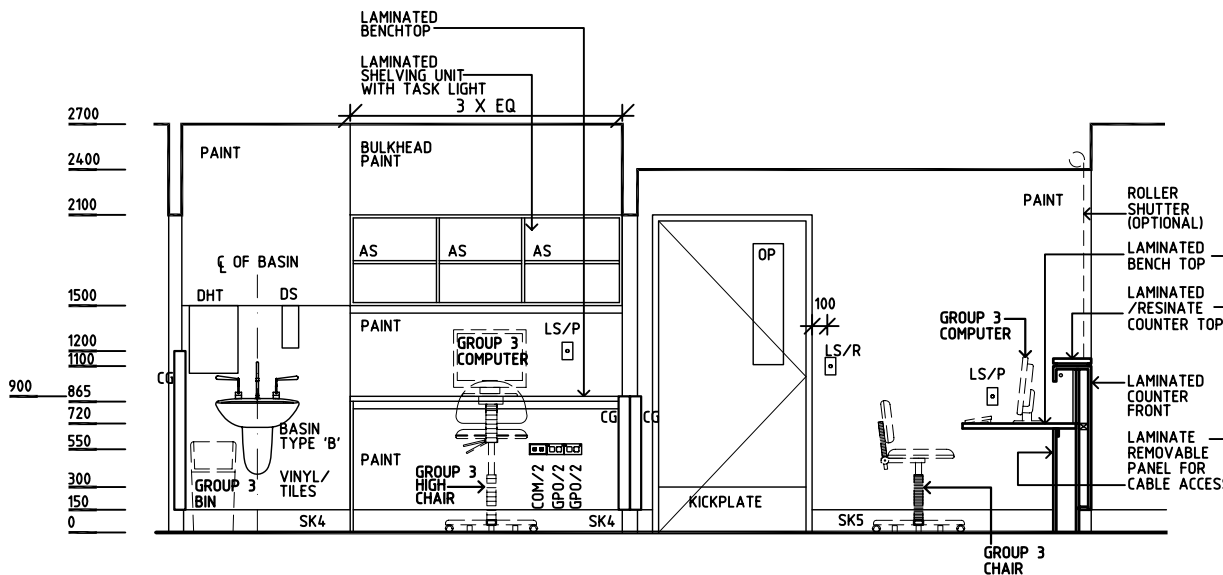 LAMINATED
BENCHTOP
LAMINATED
SHELVING UNIT
WITH TASK LIGHT
3 X EQ
2700
2400
2100
1500
1200
1100
900
865
720
550
300
150
0
PAINT
BULKHEAD
PAINT
PAINT
ROLLER
SHUTTER
(OPTIONAL)
AS
AS
AS
OP
LAMINATED
BENCH TOP
℄ OF BASIN
DHT
DS
100
LAMINATED
/RESINATE
COUNTER TOP
PAINT
LS/P
GROUP 3
COMPUTER
GROUP 3
COMPUTER
LS/R
LS/P
CG
CG
CG
LAMINATED
COUNTER
FRONT
BASIN
TYPE 'B'
LAMINATE
REMOVABLE
PANEL FOR
CABLE ACCESS
PAINT
GROUP 3
HIGH
CHAIR
COM/2
GPO/2
GPO/2
GROUP 3
BIN
VINYL/
TILES
KICKPLATE
SK4
SK4
SK5
GROUP 3
CHAIR